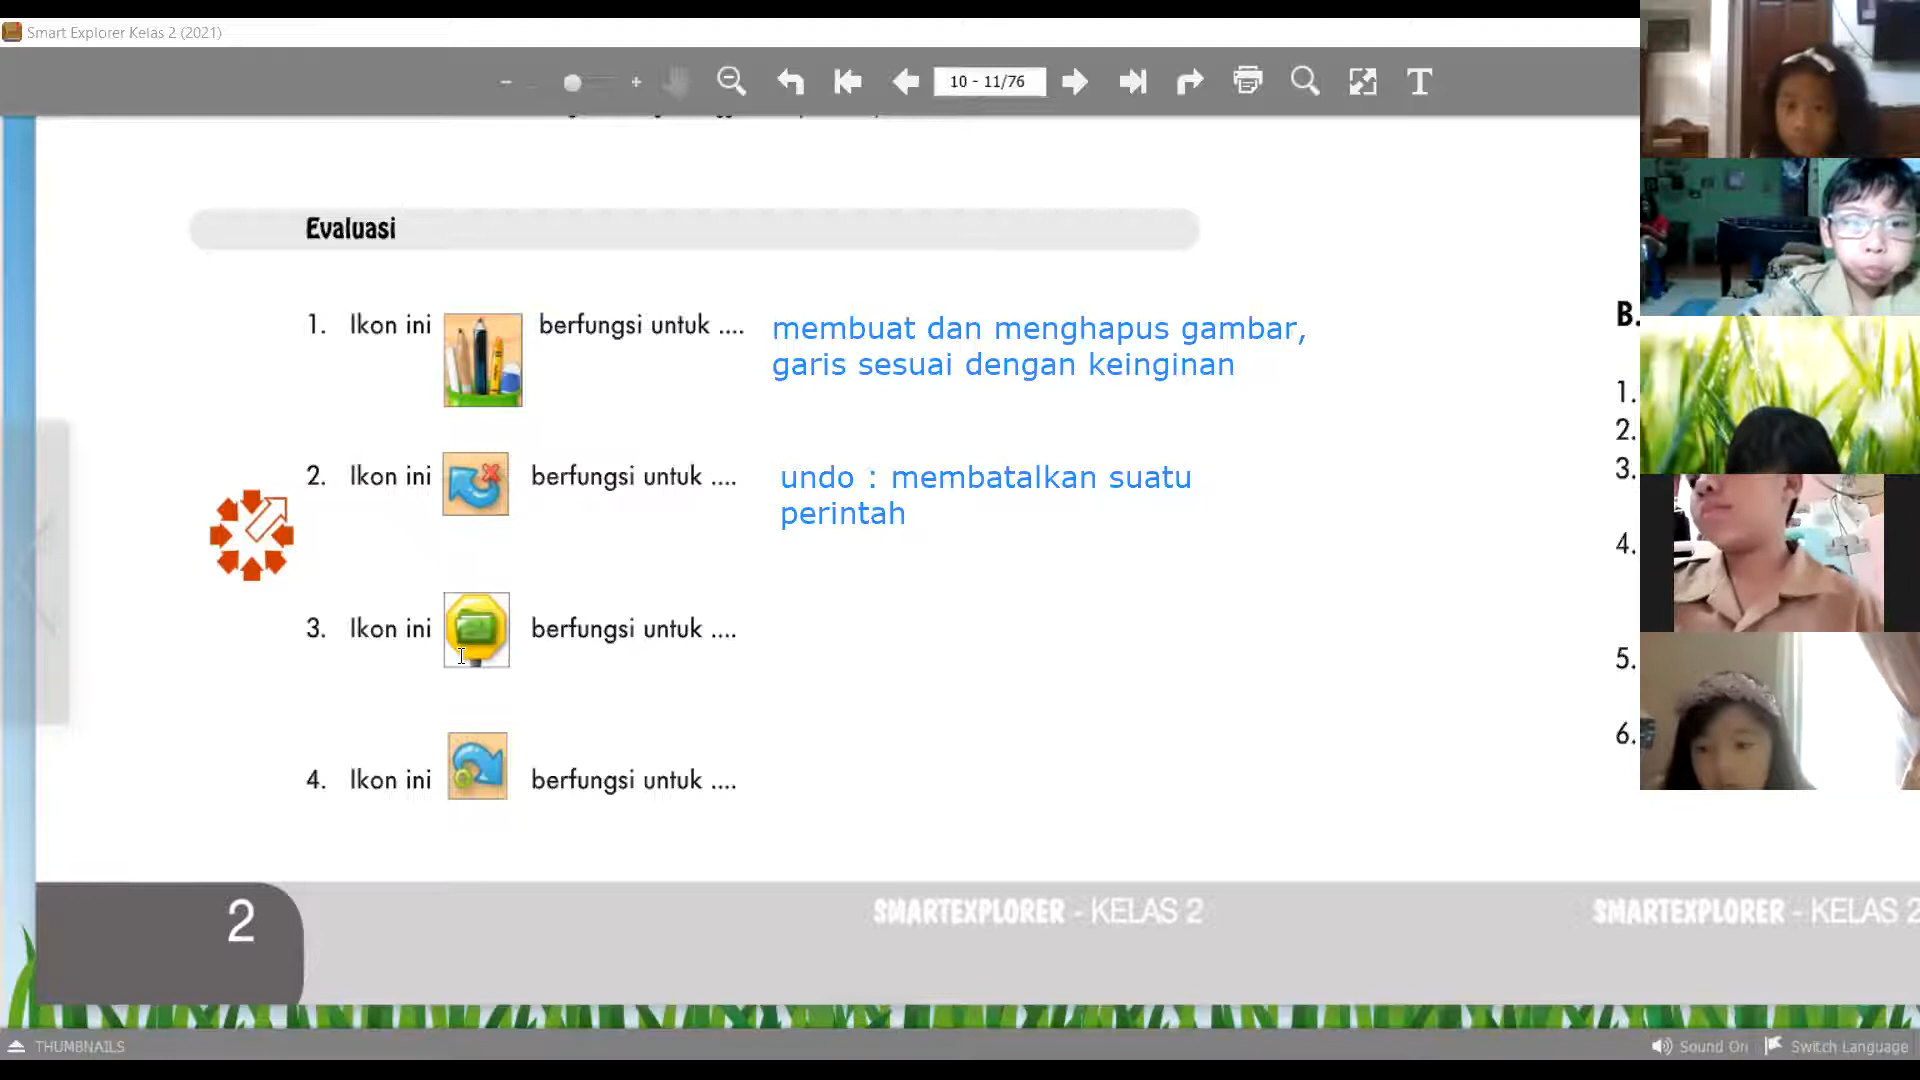 Smart Explorer Kelas 2 (2021)
10 - 11/76
T
Evaluasi
1. Ikon ini berfungsi untuk ....
membuat dan menghapus gambar,
garis sesuai dengan keinginan
2. Ikon ini berfungsi untuk ....
undo : membatalkan suatu
perintah
3. Ikon ini berfungsi untuk ....
4. Ikon ini berfungsi untuk ....
B.
1.
2.
3.
4.
5.
6.
2
SMARTEXPLORER - KELAS 2
SMARTEXPLORER - KELAS 2
THUMBNAILS
Sound On
Switch Language